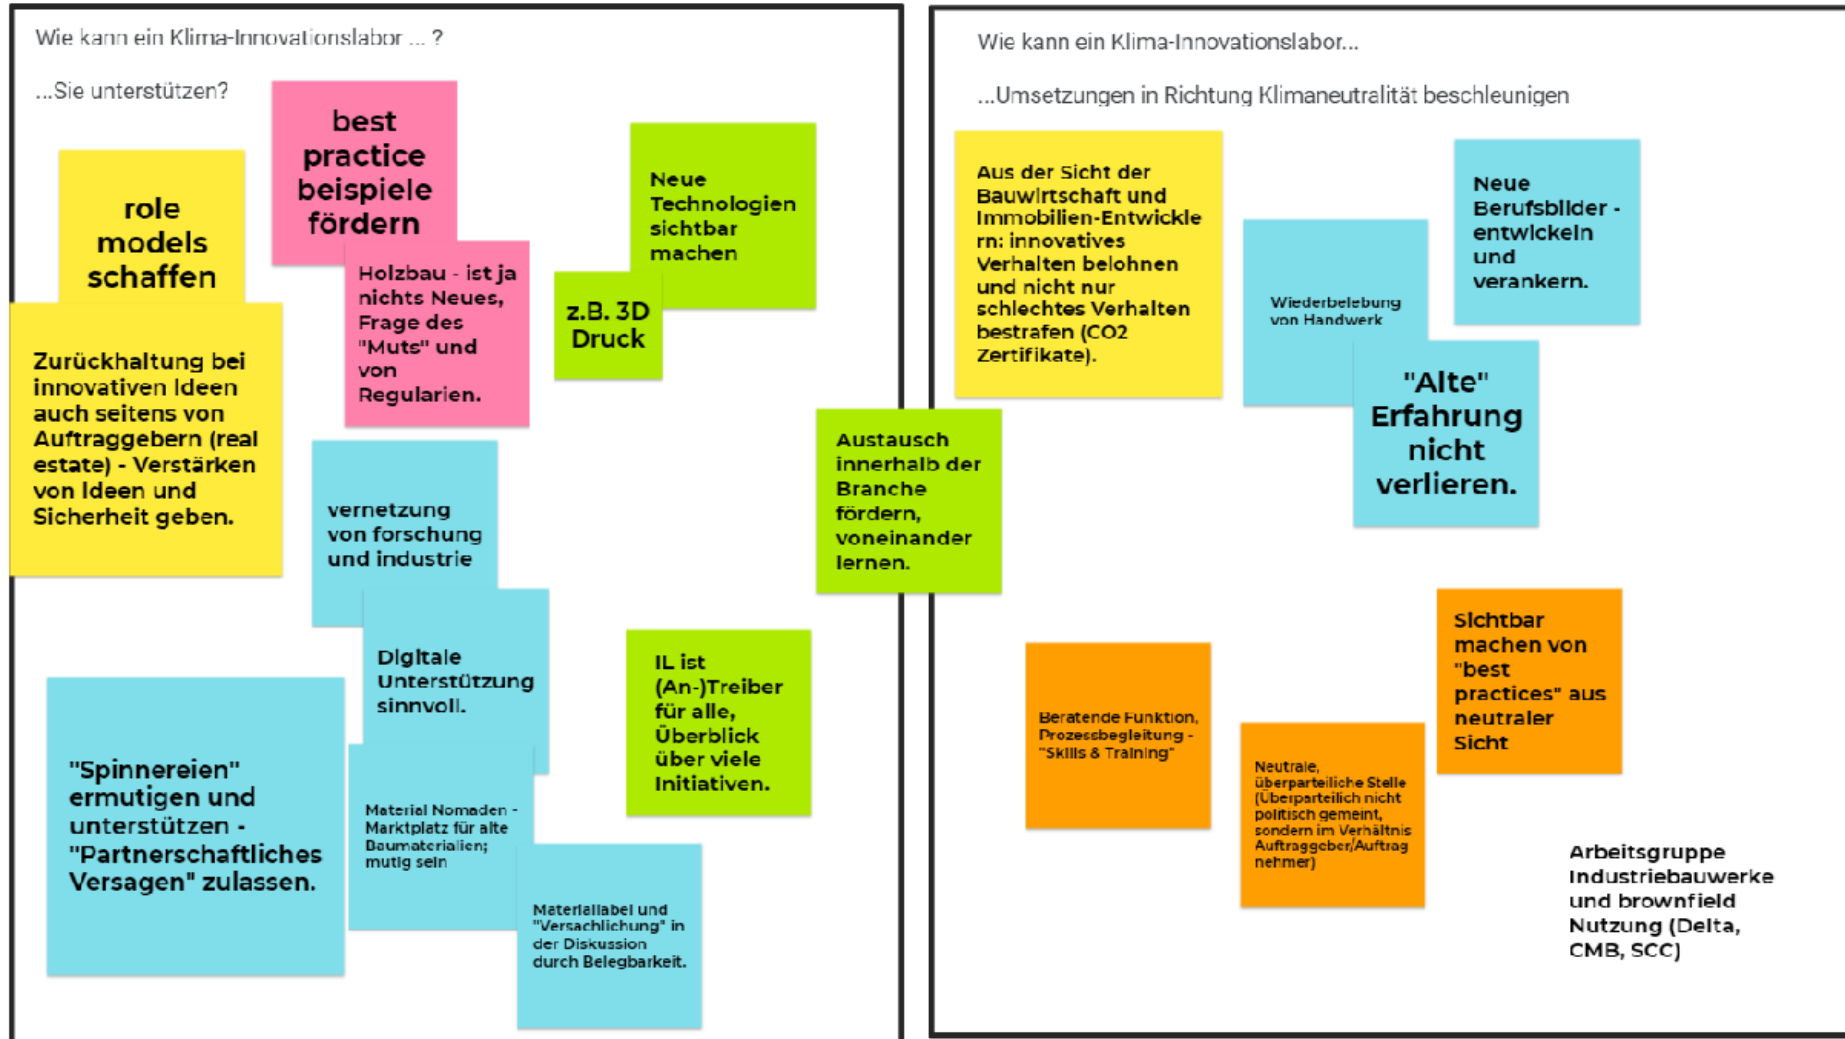 Wie kann ein Klima-Innovationslabor ... ?
...Sie unterstützen?
role
models
schaffen
best
practice
beispiele
fördern
Neue
Technologien
sichtbar
machen
z.B. 3D
Druck
Holzbau - ist ja
nichts Neues,
Frage des
"Muts" und
von
Regularien.
Zurückhaltung bei
innovativen Ideen
auch seitens von
Auftraggebern (real
estate) - Verstärken
von Ideen und
Sicherheit geben.
vernetzung
von forschung
und industrie
Digitale
Unterstützung
sinnvoll.
"Spinnereien"
ermutigen und
unterstützen -
"Partnerschaftliches
Versagen" zulassen.
Material Nomaden -
Marktplatz für alte
Baumaterialien;
mutig sein
Materiallabel und
"Versachlichung" in
der Diskussion
durch Belegbarkeit.
IL ist
(An-)Treiber
für alle,
Überblick
über viele
Initiativen.
Austausch
innerhalb der
Branche
fördern,
voneinander
lernen.
Wie kann ein Klima-Innovationslabor...
...Umsetzungen in Richtung Klimaneutralität beschleunigen
Aus der Sicht der
Bauwirtschaft und
Immobilien-Entwickle
rn: innovatives
Verhalten belohnen
und nicht nur
schlechtes Verhalten
bestrafen (CO2
Zertifikate).
Wiederbelebung
von Handwerk
Neue
Berufsbilder -
entwickeln
und
verankern.
"Alte"
Erfahrung
nicht
verlieren.
Beratende Funktion,
Prozessbegleitung -
"Skills & Training"
Neutrale,
überparteiliche Stelle
(Überparteilich nicht
politisch gemeint,
sondern im Verhältnis
Auftraggeber/Auftrag
nehmer)
Sichtbar
machen von
"best
practices" aus
neutraler
Sicht
Arbeitsgruppe
Industriebauwerke
und brownfield
Nutzung (Delta,
CMB, SCC)